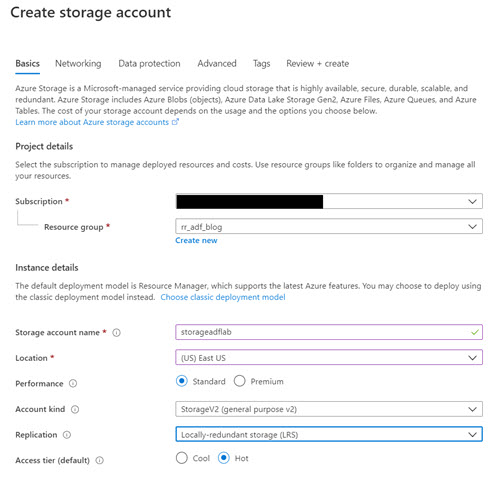 Create storage account
Basics Networking Data protection Advanced Tags Review + create
Azure Storage is a Microsoft-managed service providing cloud storage that is highly available, secure, durable, scalable, and
redundant. Azure Storage includes Azure Blobs (objects), Azure Data Lake Storage Gen2, Azure Files, Azure Queues, and Azure
Tables. The cost of your storage account depends on the usage and the options you choose below.
Learn more about Azure storage accounts
Project details
Select the subscription to manage deployed resources and costs. Use resource groups like folders to organize and manage all
your resources.
Subscription *
Resource group * rr_adf_blog
Create new
Instance details
The default deployment model is Resource Manager, which supports the latest Azure features. You may choose to deploy using
the classic deployment model instead. Choose classic deployment model
Storage account name * storageadflab
Location * (US) East US
Performance Standard Premium
Account kind StorageV2 (general purpose v2)
Replication Locally-redundant storage (LRS)
Access tier (default) Cool Hot